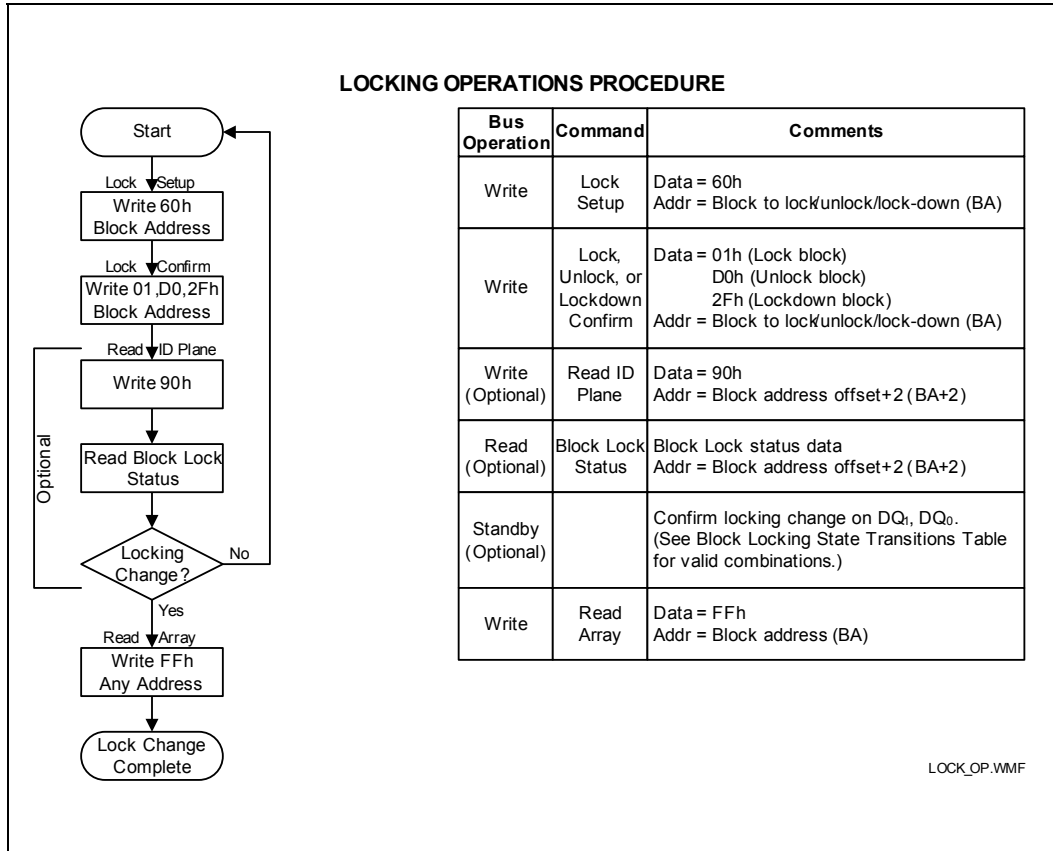 LOCKING OPERATIONS PROCEDURE
Start
Lock Setup
Write 60h
Block Address
Lock Confirm
Write 01,D0,2Fh
Block Address
Read ID Plane
Write 90h
Optional
Read Block Lock
Status
Locking
Change?
No
Yes
Read Array
Write FFh
Any Address
Lock Change
Complete
Bus
Operation
Command
Comments
Write
Lock
Setup
Data = 60h
Addr = Block to lock/unlock/lock-down (BA)
Write
Lock,
Unlock, or
Lockdown
Confirm
Data = 01h (Lock block)
D0h (Unlock block)
2Fh (Lockdown block)
Addr = Block to lock/unlock/lock-down (BA)
Write
(Optional)
Read ID
Plane
Data = 90h
Addr = Block address offset+2 (BA+2)
Read
(Optional)
Block Lock
Status
Block Lock status data
Addr = Block address offset+2 (BA+2)
Standby
(Optional)
Confirm locking change on DQ₁, DQ₀.
(See Block Locking State Transitions Table
for valid combinations.)
Write
Read
Array
Data = FFh
Addr = Block address (BA)
LOCK_OP.WMF